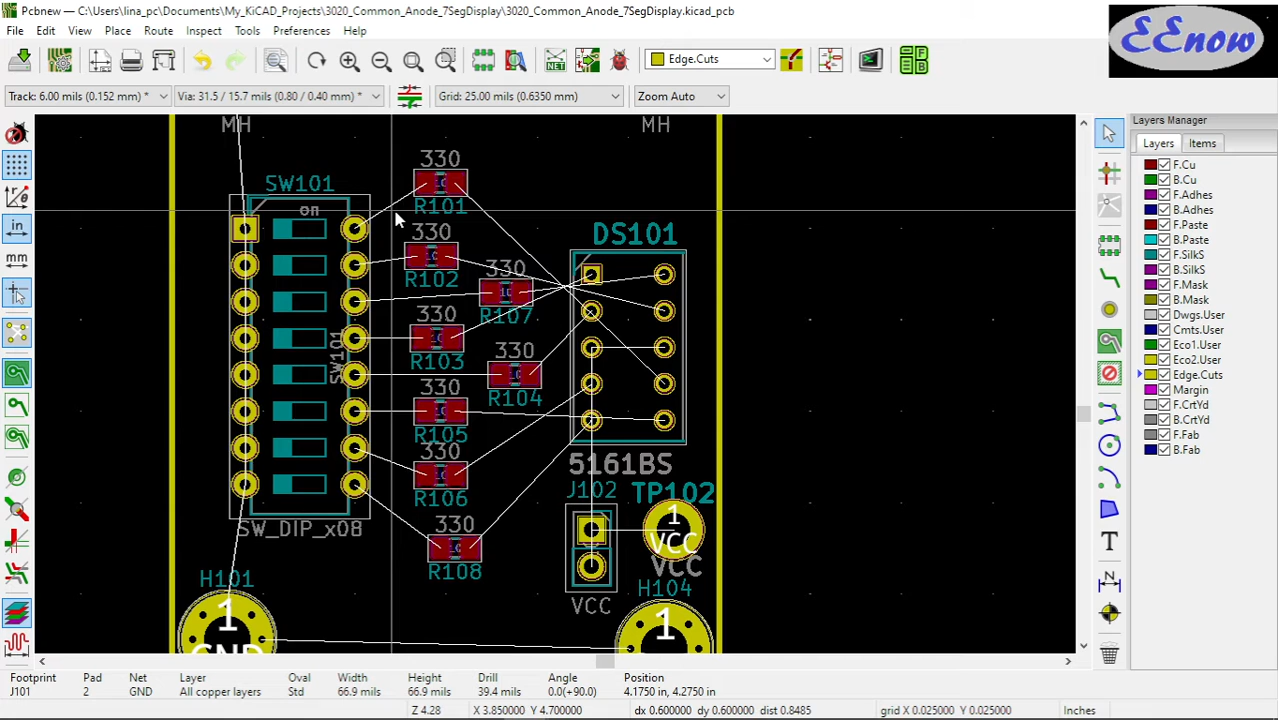 Pcbnew — C:\Users\lina_pc\Documents\My_KiCAD_Projects\3020_Common_Anode_7SegDisplay\3020_Common_Anode_7SegDisplay.kicad_pcb
EEnow
File Edit View Place Route Inspect Tools Preferences Help
NET
Edge.Cuts
Track: 6.00 mils (0.152 mm) *
Via: 31.5 / 15.7 mils (0.80 / 0.40 mm) *
Grid: 25.00 mils (0.6350 mm)
Zoom Auto
Layers Manager
Layers Items
F.Cu
B.Cu
F.Adhes
B.Adhes
F.Paste
B.Paste
F.SilkS
B.SilkS
F.Mask
B.Mask
Dwgs.User
Cmts.User
Eco1.User
Eco2.User
Edge.Cuts
Margin
F.CrtYd
B.CrtYd
F.Fab
B.Fab
in
mm
MH
MH
330
SW101
on
R101
330
R102
DS101
330
R107
330
SW101
R103
330
R104
330
R105
330
R106
5161BS
J102
TP102
1
VCC
VCC
330
SW_DIP_x08
R108
H101
H104
VCC
1
GND
1
Footprint
J101
Pad
2
Net
GND
Layer
All copper layers
Oval
Std
Width
66.9 mils
Height
66.9 mils
Drill
39.4 mils
Angle
0.0(+90.0)
Position
4.1750 in, 4.2750 in
Z 4.28
X 3.850000 Y 4.700000
dx 0.600000 dy 0.600000 dist 0.8485
grid X 0.025000 Y 0.025000
Inches